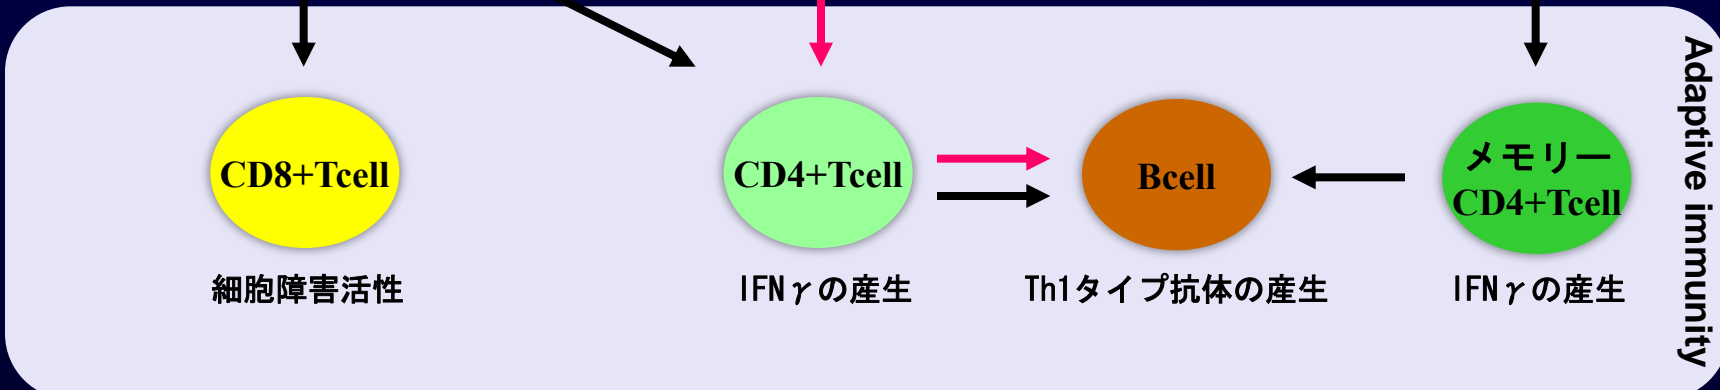 CD8+Tcell
CD4+Tcell
Bcell
メモリー
CD4+Tcell
細胞障害活性
IFNγの産生
Th1タイプ抗体の産生
IFNγの産生
Adaptive immunity